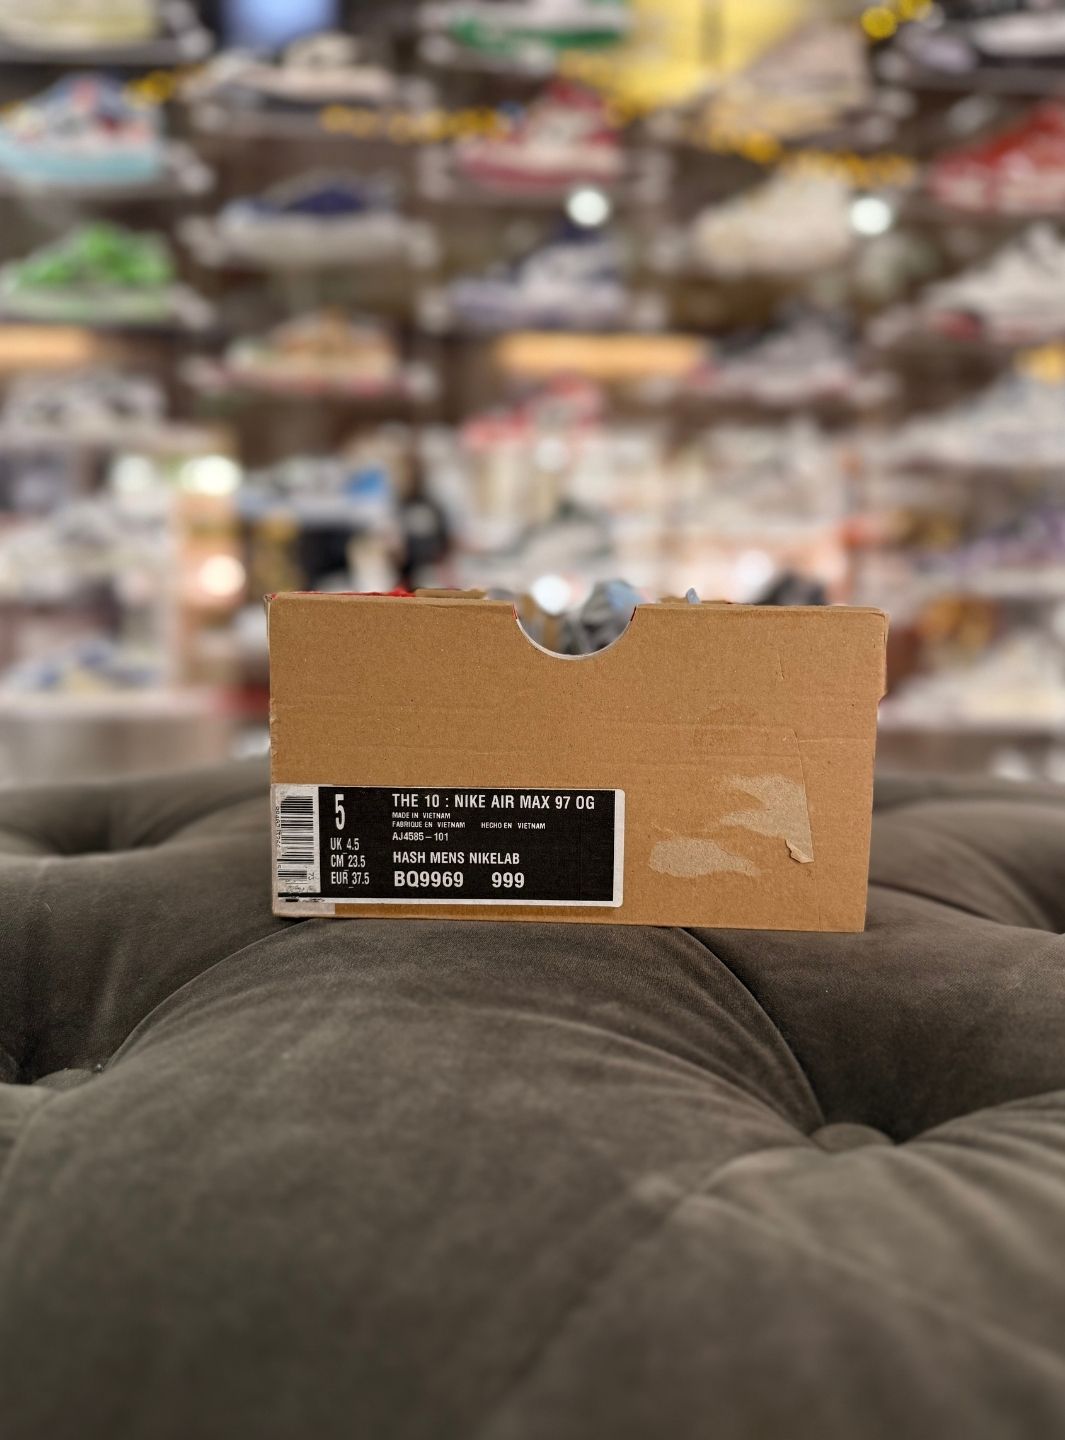 5
UK 4.5
CM 23.5
EUR 37.5
THE 10 : NIKE AIR MAX 97 OG
MADE IN VIETNAM
FABRIQUE EN VIETNAM HECHO EN VIETNAM
AJ4585-101
HASH MENS NIKELAB
BQ9969 999